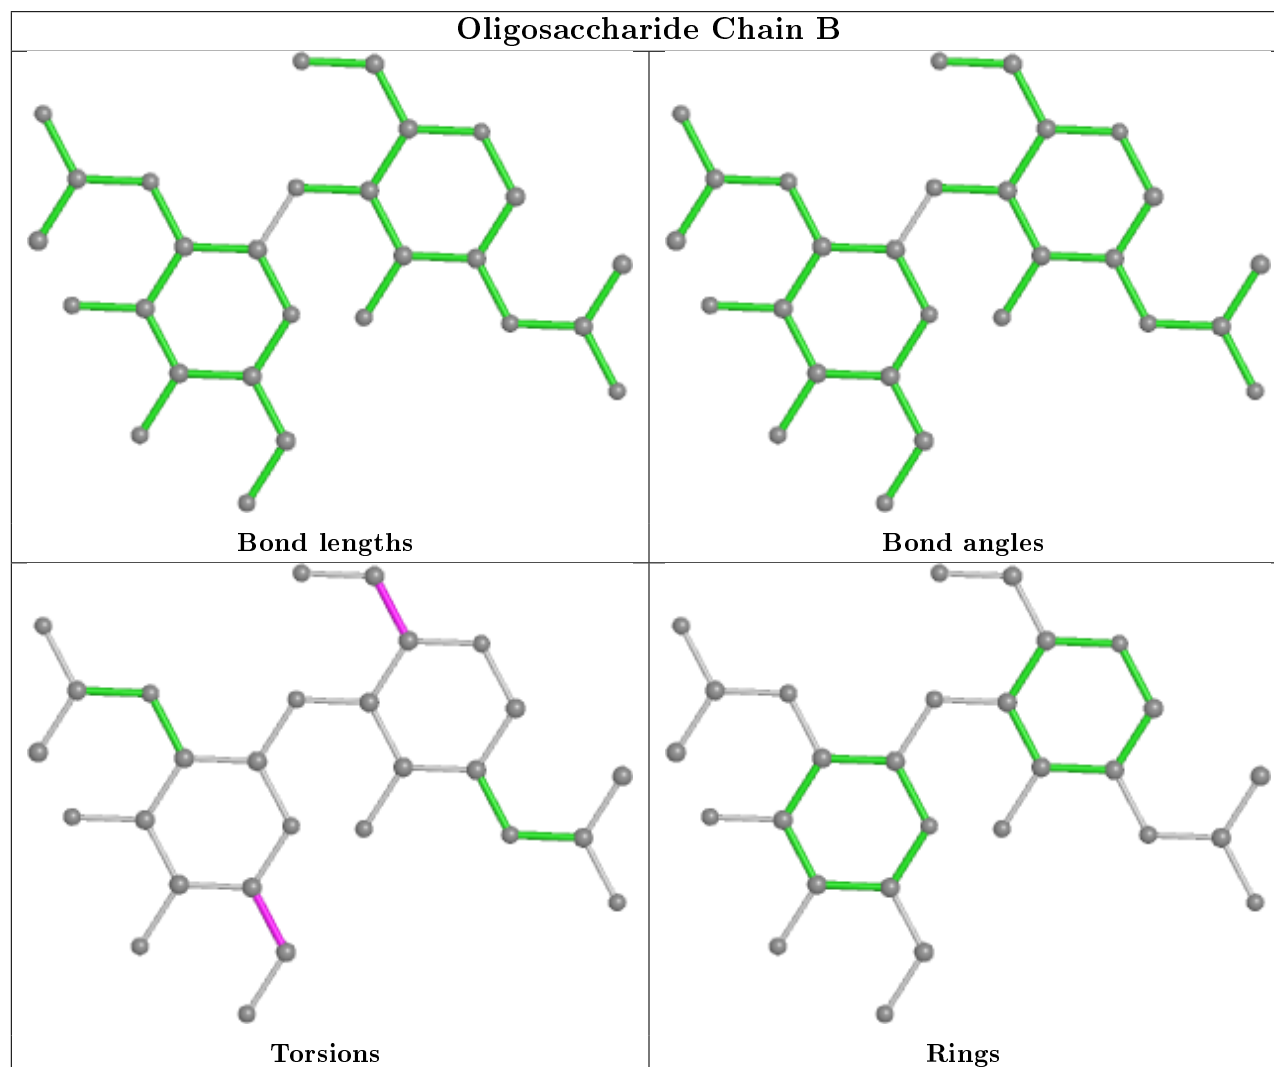 Oligosaccharide Chain B
Bond lengths
Bond angles
Torsions
Rings